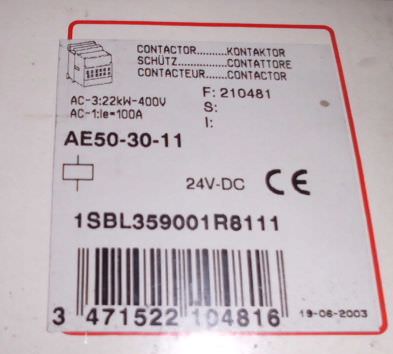 CONTACTOR.........KONTAKTOR
SCHÜTZ............CONTATTORE
CONTACTEUR.......CONTACTOR
AC-3:22kW-400V
AC-1:Ie=100A
F: 210481
S:
I:
AE50-30-11
24V-DC CE
1SBL359001R8111
3 471522 104816
19-06-2003